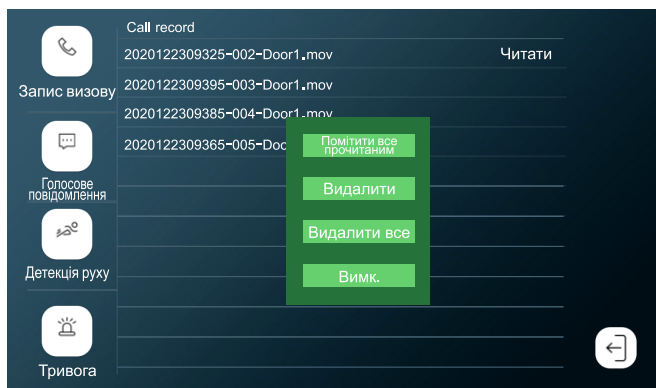 Call record
2020122309325-002-Door1.mov Читати
2020122309395-003-Door1.mov
2020122309385-004-Door1.mov
2020122309365-005-Doo
Запис визову
Голосове
повідомлення
Детекція руху
Тривога
Помітити все
прочитаним
Видалити
Видалити все
Вимк.